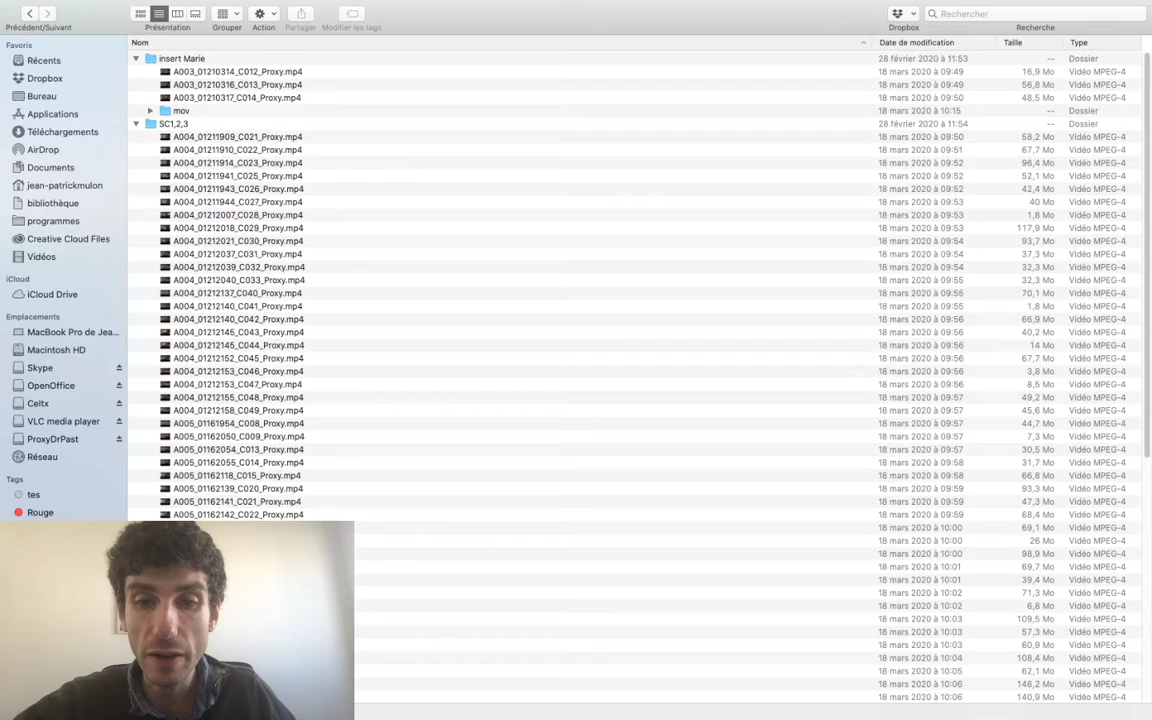 Précédent/Suivant Présentation Grouper Action Partager Modifier les tags Dropbox Rechercher Recherche
Favoris
Récents
Dropbox
Bureau
Applications
Téléchargements
AirDrop
Documents
jean-patrickmulon
bibliothèque
programmes
Creative Cloud Files
Vidéos
iCloud
iCloud Drive
Emplacements
MacBook Pro de Jea...
Macintosh HD
Skype
OpenOffice
Celtx
VLC media player
ProxyDrPast
Réseau
Tags
tes
Rouge
Nom Date de modification Taille Type
insert Marie 28 février 2020 à 11:53 -- Dossier
A003_01210314_C012_Proxy.mp4 18 mars 2020 à 09:49 16,9 Mo Vidéo MPEG-4
A003_01210316_C013_Proxy.mp4 18 mars 2020 à 09:49 56,8 Mo Vidéo MPEG-4
A003_01210317_C014_Proxy.mp4 18 mars 2020 à 09:50 48,5 Mo Vidéo MPEG-4
mov 18 mars 2020 à 10:15 -- Dossier
SC1,2,3 28 février 2020 à 11:54 -- Dossier
A004_01211909_C021_Proxy.mp4 18 mars 2020 à 09:50 58,2 Mo Vidéo MPEG-4
A004_01211910_C022_Proxy.mp4 18 mars 2020 à 09:51 67,7 Mo Vidéo MPEG-4
A004_01211914_C023_Proxy.mp4 18 mars 2020 à 09:52 96,4 Mo Vidéo MPEG-4
A004_01211941_C025_Proxy.mp4 18 mars 2020 à 09:52 52,1 Mo Vidéo MPEG-4
A004_01211943_C026_Proxy.mp4 18 mars 2020 à 09:52 42,4 Mo Vidéo MPEG-4
A004_01211944_C027_Proxy.mp4 18 mars 2020 à 09:53 40 Mo Vidéo MPEG-4
A004_01212007_C028_Proxy.mp4 18 mars 2020 à 09:53 1,8 Mo Vidéo MPEG-4
A004_01212018_C029_Proxy.mp4 18 mars 2020 à 09:53 117,9 Mo Vidéo MPEG-4
A004_01212021_C030_Proxy.mp4 18 mars 2020 à 09:54 93,7 Mo Vidéo MPEG-4
A004_01212037_C031_Proxy.mp4 18 mars 2020 à 09:54 37,3 Mo Vidéo MPEG-4
A004_01212039_C032_Proxy.mp4 18 mars 2020 à 09:54 32,3 Mo Vidéo MPEG-4
A004_01212040_C033_Proxy.mp4 18 mars 2020 à 09:55 32,3 Mo Vidéo MPEG-4
A004_01212137_C040_Proxy.mp4 18 mars 2020 à 09:55 70,1 Mo Vidéo MPEG-4
A004_01212140_C041_Proxy.mp4 18 mars 2020 à 09:55 1,8 Mo Vidéo MPEG-4
A004_01212140_C042_Proxy.mp4 18 mars 2020 à 09:56 66,9 Mo Vidéo MPEG-4
A004_01212145_C043_Proxy.mp4 18 mars 2020 à 09:56 40,2 Mo Vidéo MPEG-4
A004_01212145_C044_Proxy.mp4 18 mars 2020 à 09:56 14 Mo Vidéo MPEG-4
A004_01212152_C045_Proxy.mp4 18 mars 2020 à 09:56 67,7 Mo Vidéo MPEG-4
A004_01212153_C046_Proxy.mp4 18 mars 2020 à 09:56 3,8 Mo Vidéo MPEG-4
A004_01212153_C047_Proxy.mp4 18 mars 2020 à 09:56 8,5 Mo Vidéo MPEG-4
A004_01212155_C048_Proxy.mp4 18 mars 2020 à 09:57 49,2 Mo Vidéo MPEG-4
A004_01212158_C049_Proxy.mp4 18 mars 2020 à 09:57 45,6 Mo Vidéo MPEG-4
A005_01161954_C008_Proxy.mp4 18 mars 2020 à 09:57 44,7 Mo Vidéo MPEG-4
A005_01162050_C009_Proxy.mp4 18 mars 2020 à 09:57 7,3 Mo Vidéo MPEG-4
A005_01162054_C013_Proxy.mp4 18 mars 2020 à 09:57 30,5 Mo Vidéo MPEG-4
A005_01162055_C014_Proxy.mp4 18 mars 2020 à 09:58 31,7 Mo Vidéo MPEG-4
A005_01162118_C015_Proxy.mp4 18 mars 2020 à 09:58 66,8 Mo Vidéo MPEG-4
A005_01162139_C020_Proxy.mp4 18 mars 2020 à 09:59 93,3 Mo Vidéo MPEG-4
A005_01162141_C021_Proxy.mp4 18 mars 2020 à 09:59 47,3 Mo Vidéo MPEG-4
A005_01162142_C022_Proxy.mp4 18 mars 2020 à 09:59 68,4 Mo Vidéo MPEG-4
18 mars 2020 à 10:00 69,1 Mo Vidéo MPEG-4
18 mars 2020 à 10:00 26 Mo Vidéo MPEG-4
18 mars 2020 à 10:00 98,9 Mo Vidéo MPEG-4
18 mars 2020 à 10:01 69,7 Mo Vidéo MPEG-4
18 mars 2020 à 10:01 39,4 Mo Vidéo MPEG-4
18 mars 2020 à 10:02 71,3 Mo Vidéo MPEG-4
18 mars 2020 à 10:02 6,8 Mo Vidéo MPEG-4
18 mars 2020 à 10:03 109,5 Mo Vidéo MPEG-4
18 mars 2020 à 10:03 57,3 Mo Vidéo MPEG-4
18 mars 2020 à 10:03 60,9 Mo Vidéo MPEG-4
18 mars 2020 à 10:04 108,4 Mo Vidéo MPEG-4
18 mars 2020 à 10:05 62,1 Mo Vidéo MPEG-4
18 mars 2020 à 10:06 146,2 Mo Vidéo MPEG-4
18 mars 2020 à 10:06 140,9 Mo Vidéo MPEG-4